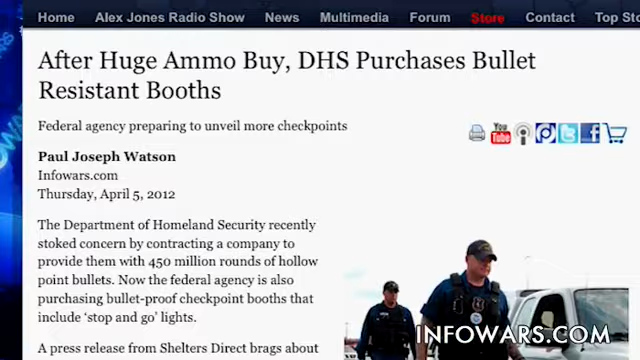 Home Alex Jones Radio Show News Multimedia Forum Store Contact Top Sto
After Huge Ammo Buy, DHS Purchases Bullet
Resistant Booths
Federal agency preparing to unveil more checkpoints
You
Tube
Paul Joseph Watson
Infowars.com
Thursday, April 5, 2012
The Department of Homeland Security recently
stoked concern by contracting a company to
provide them with 450 million rounds of hollow
point bullets. Now the federal agency is also
purchasing bullet-proof checkpoint booths that
include ‘stop and go’ lights.
A press release from Shelters Direct brags about
INFOWARS.COM